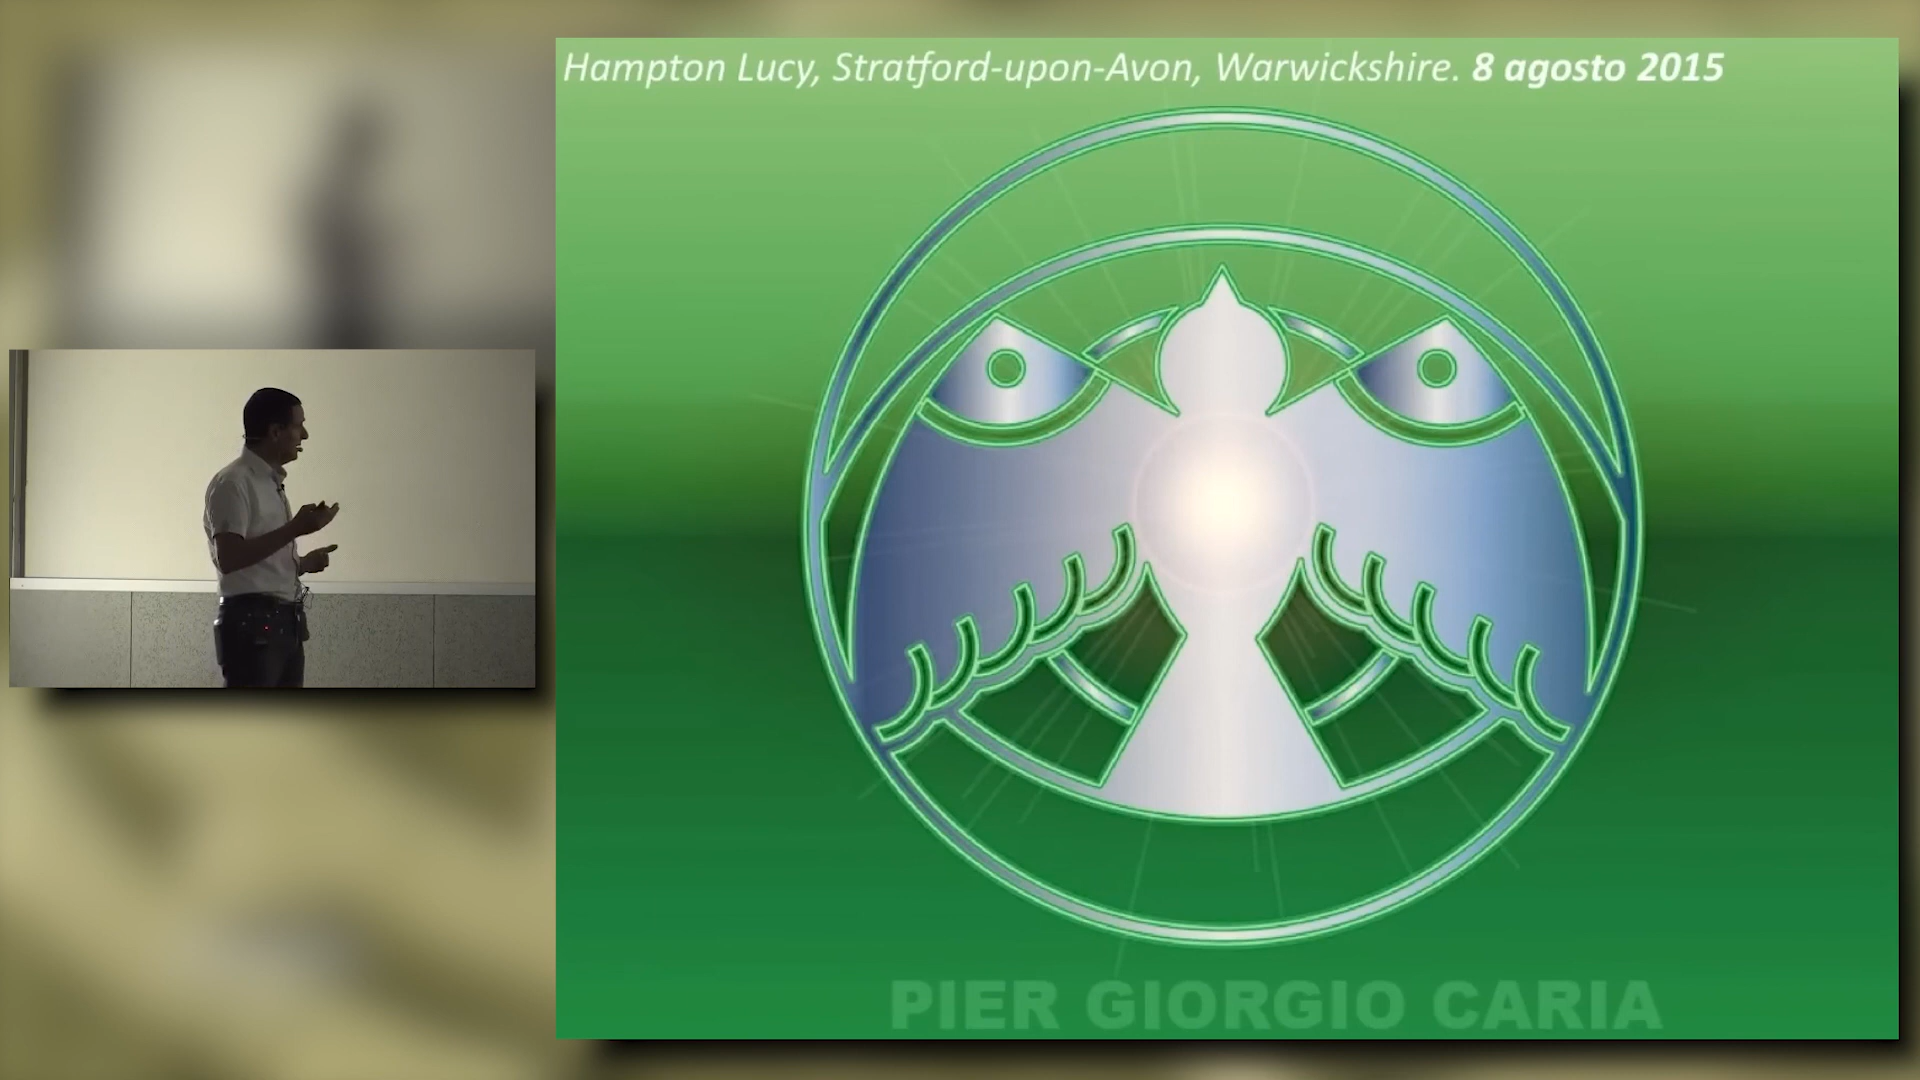 Hampton Lucy, Stratford-upon-Avon, Warwickshire. 8 agosto 2015
PIER GIORGIO CARIA